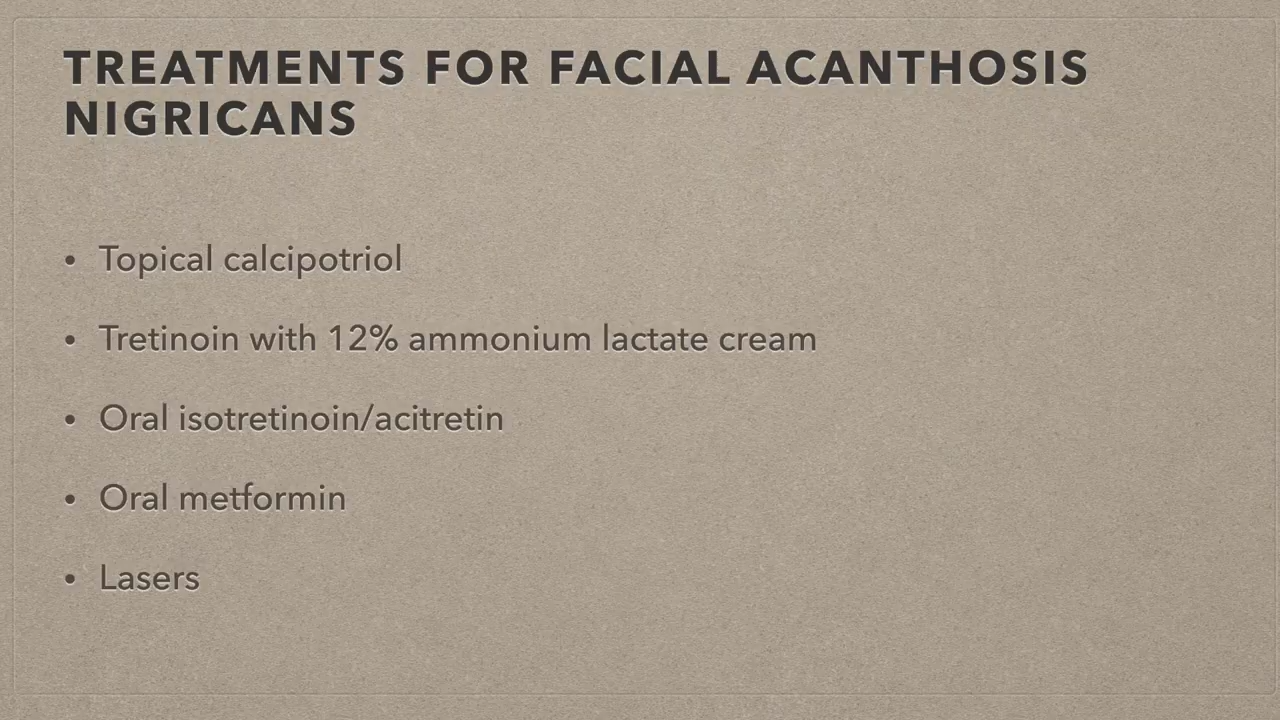 TREATMENTS FOR FACIAL ACANTHOSIS
NIGRICANS
• Topical calcipotriol
• Tretinoin with 12% ammonium lactate cream
• Oral isotretinoin/acitretin
• Oral metformin
• Lasers